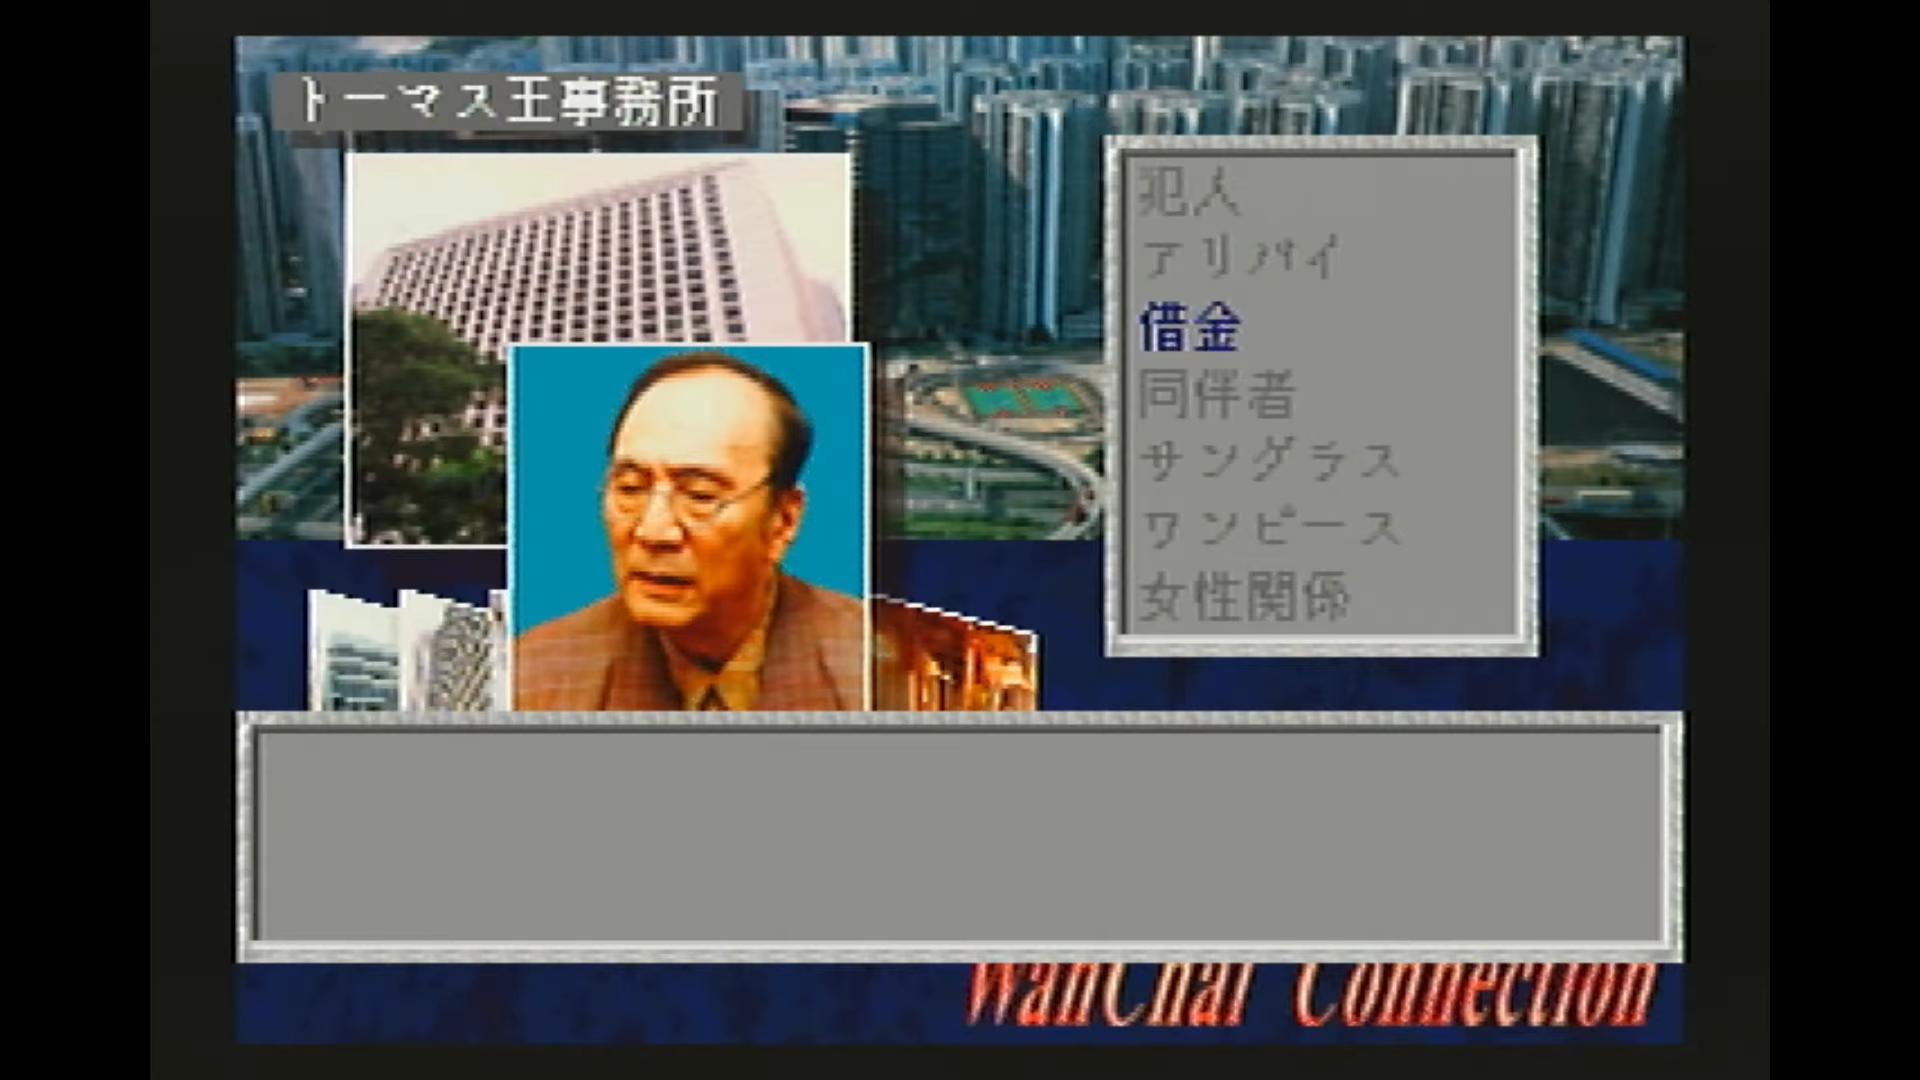 トーマス王事務所
犯人
アリバイ
借金
同伴者
サングラス
ワンピース
女性関係
WanChai Connection